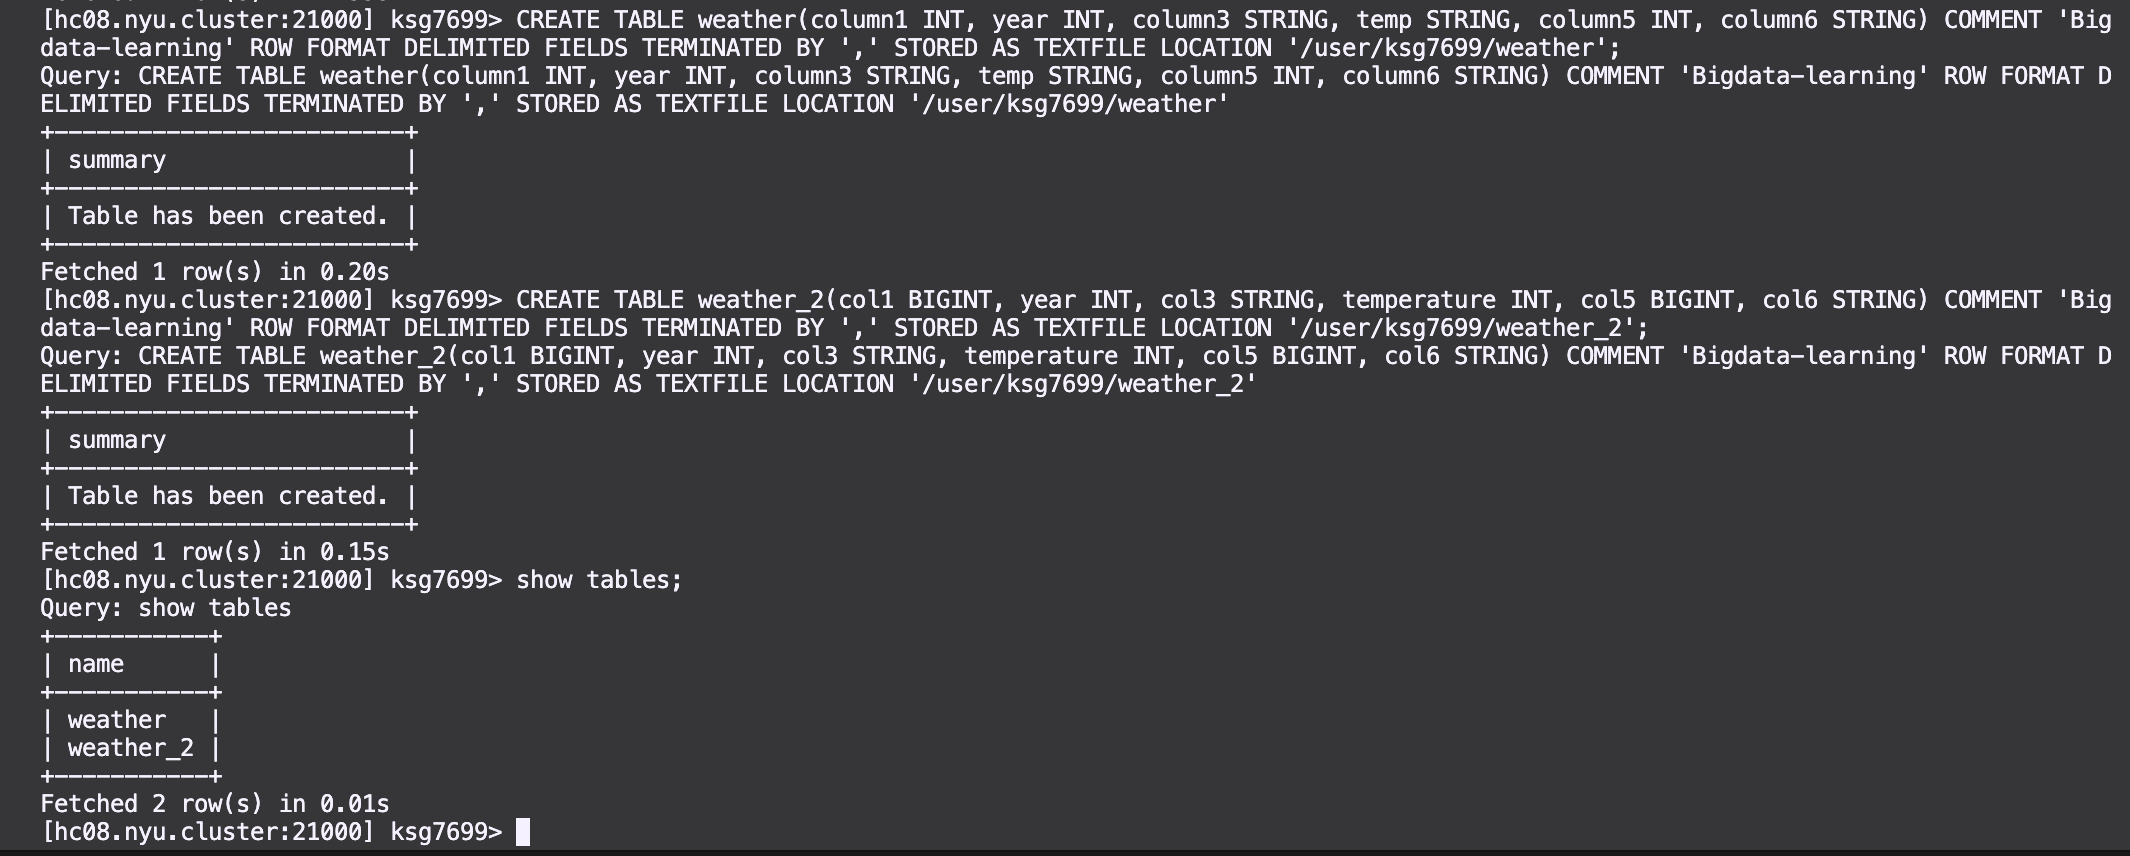 [hc08.nyu.cluster:21000] ksg7699> CREATE TABLE weather(column1 INT, year INT, column3 STRING, temp STRING, column5 INT, column6 STRING) COMMENT 'Big
data-learning' ROW FORMAT DELIMITED FIELDS TERMINATED BY ',' STORED AS TEXTFILE LOCATION '/user/ksg7699/weather';
Query: CREATE TABLE weather(column1 INT, year INT, column3 STRING, temp STRING, column5 INT, column6 STRING) COMMENT 'Bigdata-learning' ROW FORMAT D
ELIMITED FIELDS TERMINATED BY ',' STORED AS TEXTFILE LOCATION '/user/ksg7699/weather'
+-------------------------+
| summary                 |
+-------------------------+
| Table has been created. |
+-------------------------+
Fetched 1 row(s) in 0.20s
[hc08.nyu.cluster:21000] ksg7699> CREATE TABLE weather_2(col1 BIGINT, year INT, col3 STRING, temperature INT, col5 BIGINT, col6 STRING) COMMENT 'Big
data-learning' ROW FORMAT DELIMITED FIELDS TERMINATED BY ',' STORED AS TEXTFILE LOCATION '/user/ksg7699/weather_2';
Query: CREATE TABLE weather_2(col1 BIGINT, year INT, col3 STRING, temperature INT, col5 BIGINT, col6 STRING) COMMENT 'Bigdata-learning' ROW FORMAT D
ELIMITED FIELDS TERMINATED BY ',' STORED AS TEXTFILE LOCATION '/user/ksg7699/weather_2'
+-------------------------+
| summary                 |
+-------------------------+
| Table has been created. |
+-------------------------+
Fetched 1 row(s) in 0.15s
[hc08.nyu.cluster:21000] ksg7699> show tables;
Query: show tables
+-----------+
| name      |
+-----------+
| weather   |
| weather_2 |
+-----------+
Fetched 2 row(s) in 0.01s
[hc08.nyu.cluster:21000] ksg7699>